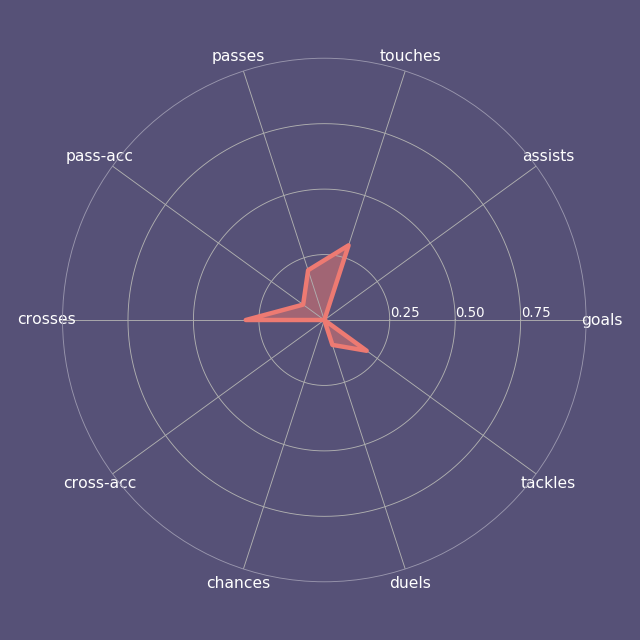 passes
touches
pass-acc
assists
crosses
0.25
0.50
0.75
goals
cross-acc
tackles
chances
duels